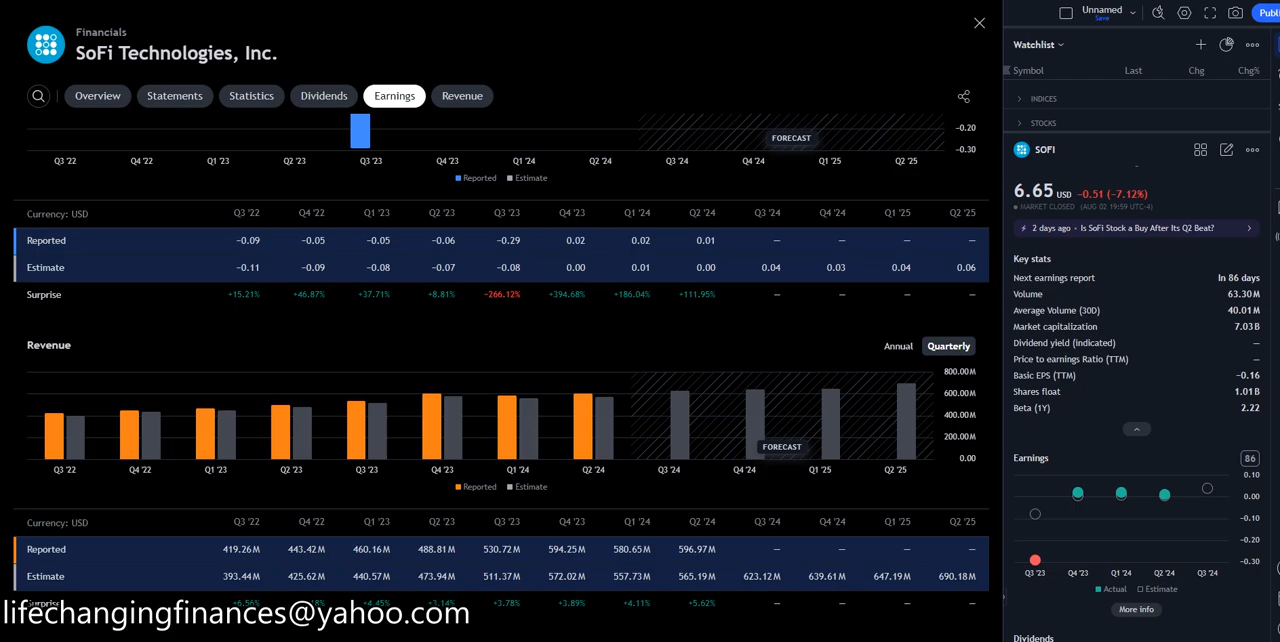 Financials
SoFi Technologies, Inc.
Overview Statements Statistics Dividends Earnings Revenue
-0.20
FORECAST
-0.30
Q3 '22 Q4 '22 Q1 '23 Q2 '23 Q3 '23 Q4 '23 Q1 '24 Q2 '24 Q3 '24 Q4 '24 Q1 '25 Q2 '25
Reported Estimate
Currency: USD Q3 '22 Q4 '22 Q1 '23 Q2 '23 Q3 '23 Q4 '23 Q1 '24 Q2 '24 Q3 '24 Q4 '24 Q1 '25 Q2 '25
Reported −0.09 −0.05 −0.05 −0.06 −0.29 0.02 0.02 0.01 — — — —
Estimate −0.11 −0.09 −0.08 −0.07 −0.08 0.00 0.01 0.00 0.04 0.03 0.04 0.06
Surprise +15.21% +46.87% +37.71% +8.81% −266.12% +394.68% +186.04% +111.95% — — — —
Revenue Annual Quarterly
800.00M
600.00M
400.00M
FORECAST
200.00M
0.00
Q3 '22 Q4 '22 Q1 '23 Q2 '23 Q3 '23 Q4 '23 Q1 '24 Q2 '24 Q3 '24 Q4 '24 Q1 '25 Q2 '25
Reported Estimate
Currency: USD Q3 '22 Q4 '22 Q1 '23 Q2 '23 Q3 '23 Q4 '23 Q1 '24 Q2 '24 Q3 '24 Q4 '24 Q1 '25 Q2 '25
Reported 419.26M 443.42M 460.16M 488.81M 530.72M 594.25M 580.65M 596.97M — — — —
Estimate 393.44M 425.62M 440.57M 473.94M 511.37M 572.02M 557.73M 565.19M 623.12M 639.61M 647.19M 690.18M
+4.45% +3.14% +3.78% +3.89% +4.11% +5.62% — — — —
lifechangingfinances@yahoo.com
Unnamed
Save
Publ
Watchlist
Symbol Last Chg Chg%
INDICES
STOCKS
SOFI
6.65 USD −0.51 (−7.12%)
MARKET CLOSED (AUG 02 19:59 UTC-4)
2 days ago • Is SoFi Stock a Buy After Its Q2 Beat?
Key stats
Next earnings report In 86 days
Volume 63.30M
Average Volume (30D) 40.01M
Market capitalization 7.03B
Dividend yield (indicated) —
Price to earnings Ratio (TTM) —
Basic EPS (TTM) −0.16
Shares float 1.01B
Beta (1Y) 2.22
Earnings 86
0.10
0.00
−0.10
−0.20
−0.30
Q3 '23 Q4 '23 Q1 '24 Q2 '24 Q3 '24
Actual Estimate
More info
Dividends